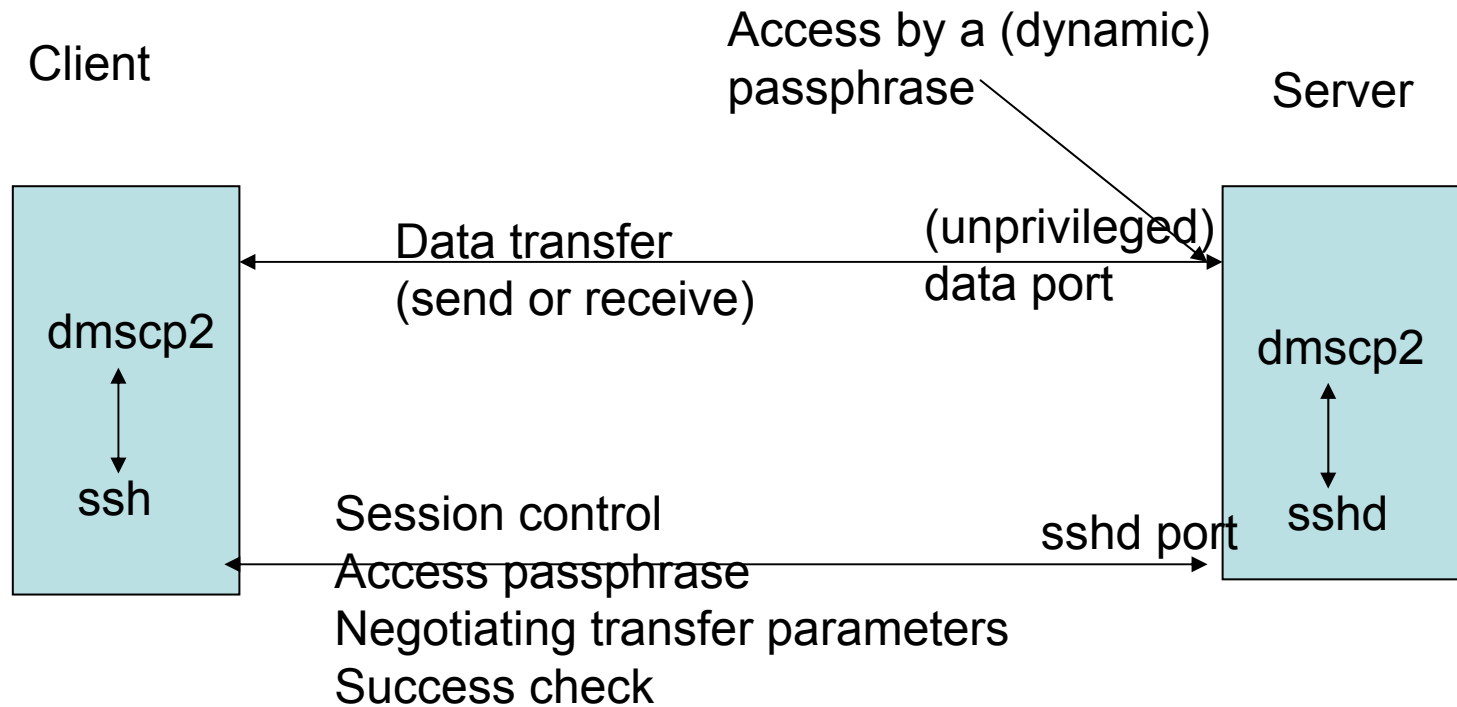 Client
Access by a (dynamic)
passphrase
Server
Data transfer
(send or receive)
(unprivileged)
data port
dmscp2
ssh
dmscp2
sshd
Session control
Access passphrase
Negotiating transfer parameters
Success check
sshd port